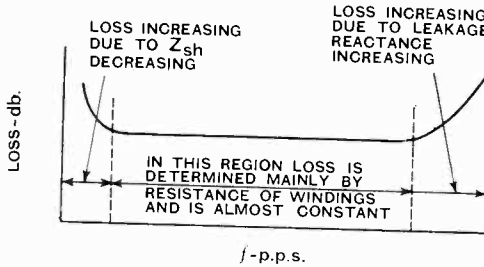 LOSS INCREASING
DUE TO Zsh
DECREASING
LOSS INCREASING
DUE TO LEAKAGE
REACTANCE
INCREASING
Loss-db.
IN THIS REGION LOSS IS
DETERMINED MAINLY BY
RESISTANCE OF WINDINGS
AND IS ALMOST CONSTANT
f-p.p.s.